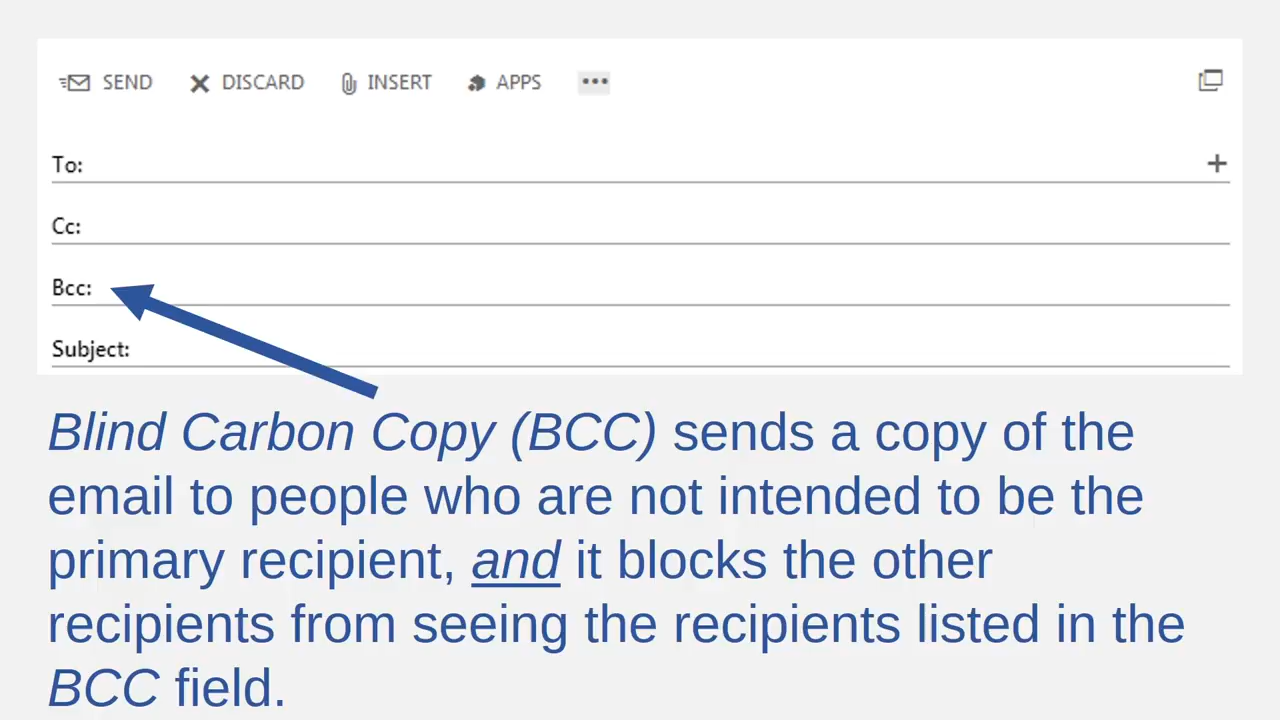 SEND DISCARD INSERT APPS •••
To:
Cc:
Bcc:
Subject:
Blind Carbon Copy (BCC) sends a copy of the
email to people who are not intended to be the
primary recipient, and it blocks the other
recipients from seeing the recipients listed in the
BCC field.